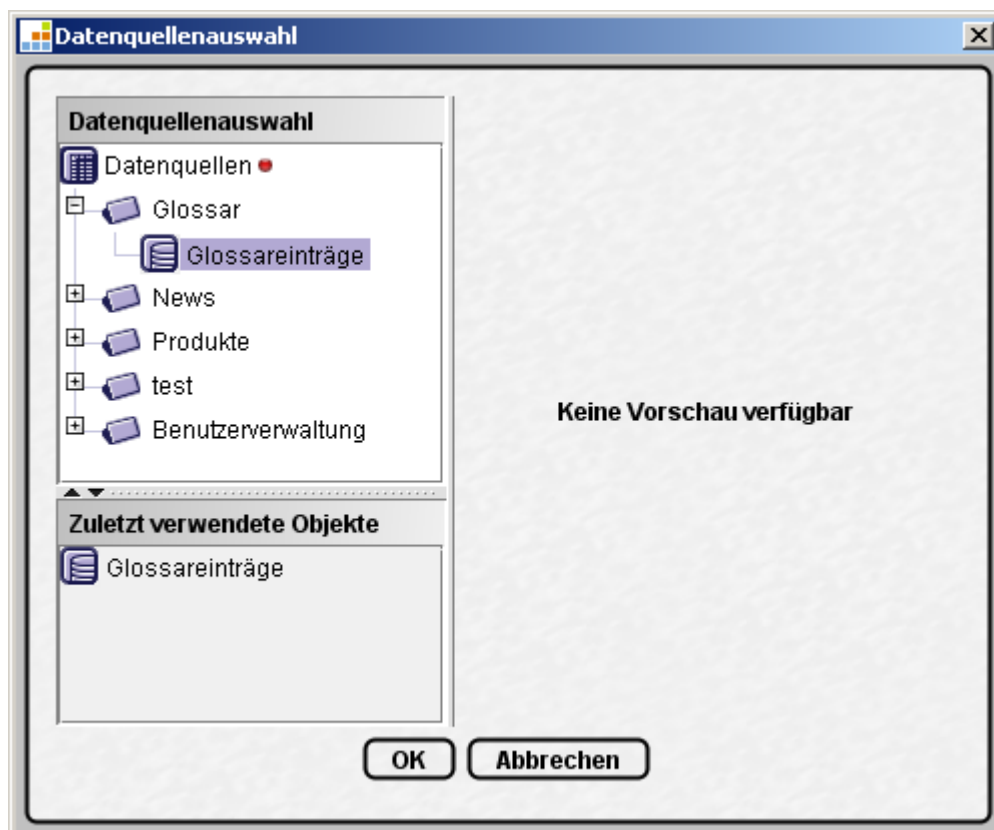 Datenquellenauswahl
Datenquellenauswahl
Datenquellen
Glossar
Glossareinträge
News
Produkte
test
Benutzerverwaltung
Keine Vorschau verfügbar
Zuletzt verwendete Objekte
Glossareinträge
OK
Abbrechen